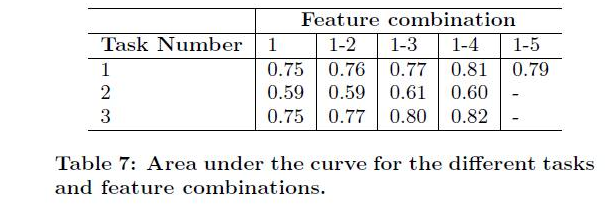 Feature combination
Task Number 1 1-2 1-3 1-4 1-5
1 0.75 0.76 0.77 0.81 0.79
2 0.59 0.59 0.61 0.60 -
3 0.75 0.77 0.80 0.82 -
Table 7: Area under the curve for the different tasks
and feature combinations.